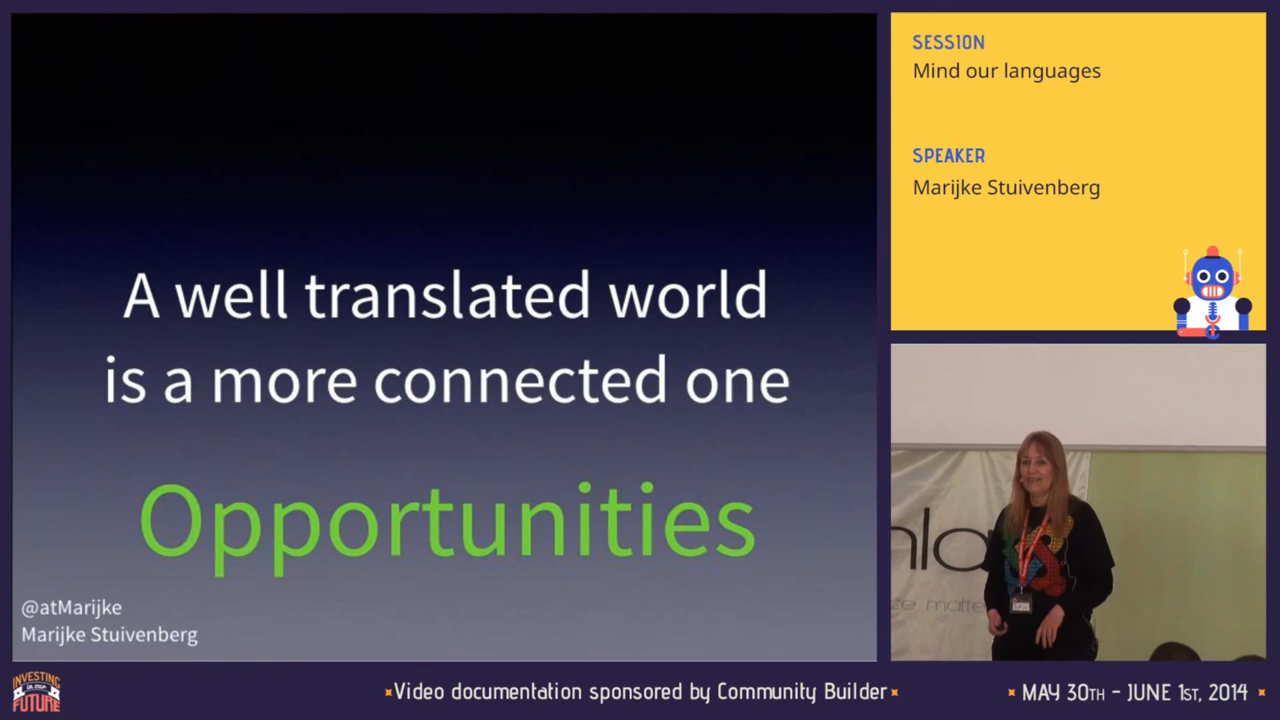 A well translated world
is a more connected one
Opportunities
@atMarijke
Marijke Stuivenberg
SESSION
Mind our languages
SPEAKER
Marijke Stuivenberg
INVESTING
IN OUR
FUTURE
Video documentation sponsored by Community Builder
MAY 30TH - JUNE 1ST, 2014